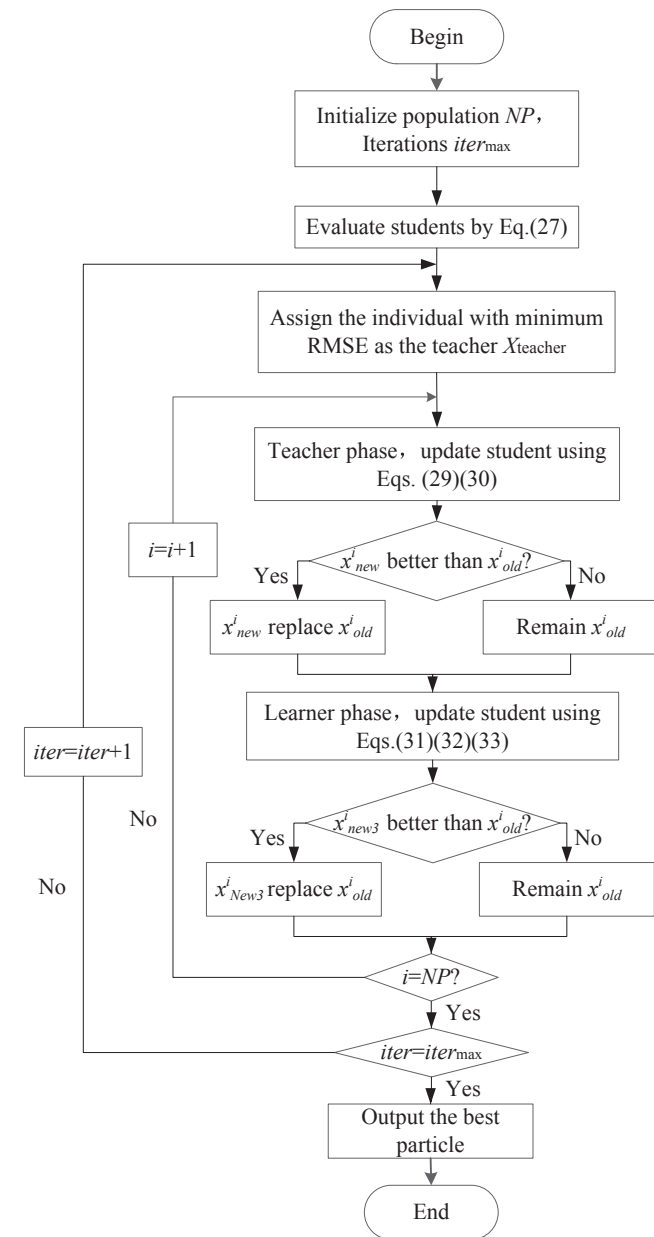 Begin
Initialize population NP，
Iterations itermax
Evaluate students by Eq.(27)
Assign the individual with minimum
RMSE as the teacher Xteacher
Teacher phase，update student using
Eqs. (29)(30)
i=i+1
x^i_new better than x^i_old?
Yes
No
x^i_new replace x^i_old
Remain x^i_old
Learner phase，update student using
Eqs.(31)(32)(33)
iter=iter+1
x^i_new3 better than x^i_old?
No
Yes
No
x^i_New3 replace x^i_old
Remain x^i_old
No
i=NP?
Yes
iter=itermax
Yes
Output the best
particle
End